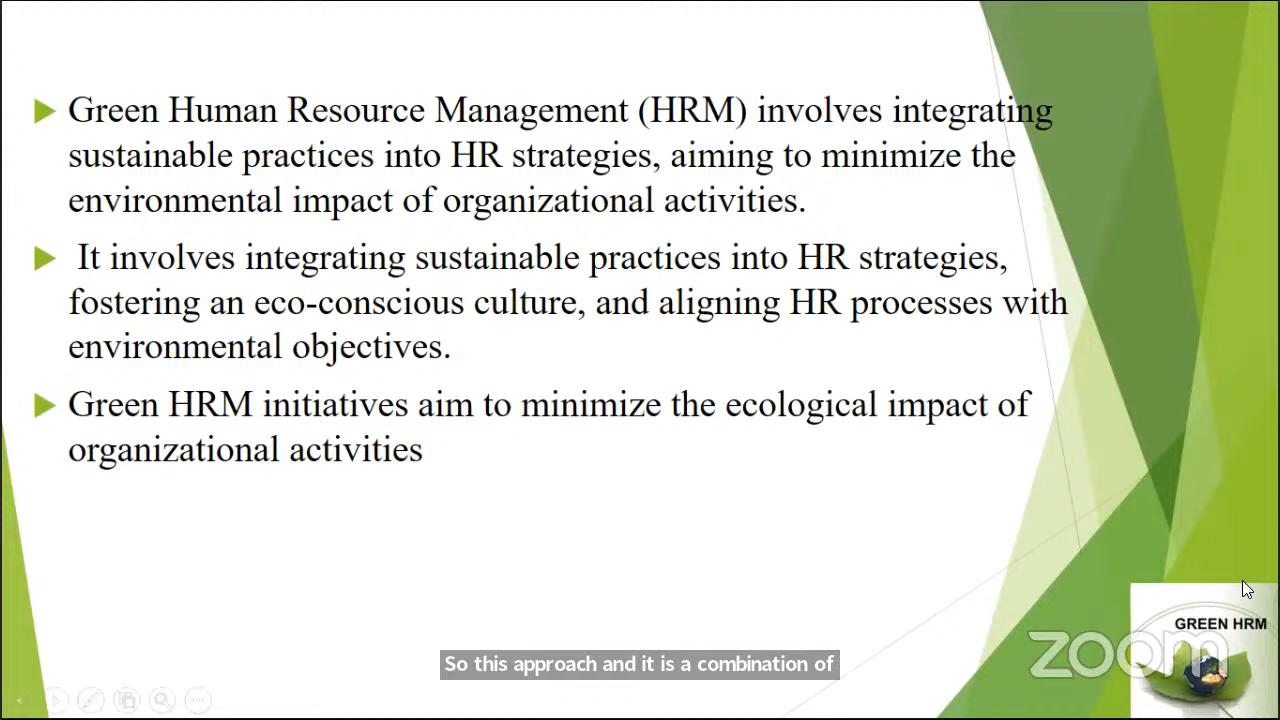 Green Human Resource Management (HRM) involves integrating
sustainable practices into HR strategies, aiming to minimize the
environmental impact of organizational activities.
It involves integrating sustainable practices into HR strategies,
fostering an eco-conscious culture, and aligning HR processes with
environmental objectives.
Green HRM initiatives aim to minimize the ecological impact of
organizational activities
GREEN HRM
zoom
So this approach and it is a combination of